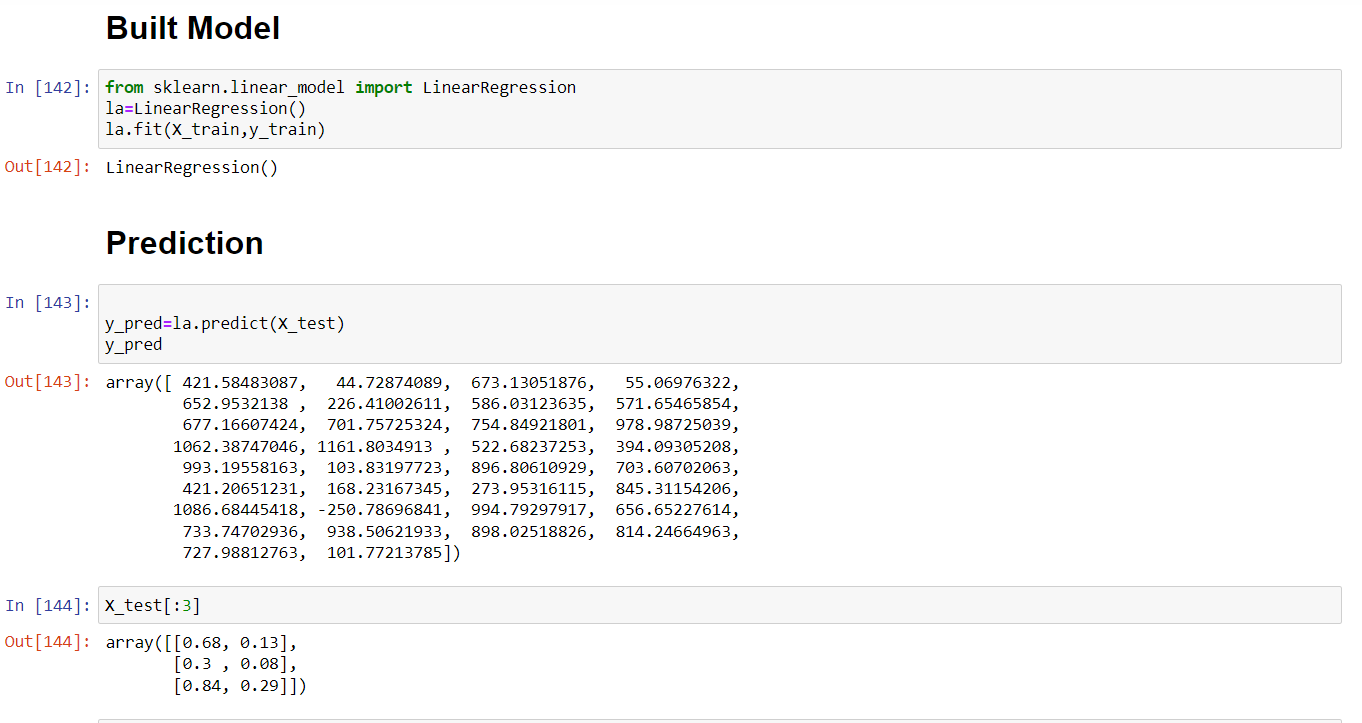 Built Model
In [142]: from sklearn.linear_model import LinearRegression
la=LinearRegression()
la.fit(X_train,y_train)
Out[142]: LinearRegression()
Prediction
In [143]:
y_pred=la.predict(X_test)
y_pred
Out[143]: array([ 421.58483087,   44.72874089,  673.13051876,   55.06976322,
        652.9532138 ,  226.41002611,  586.03123635,  571.65465854,
        677.16607424,  701.75725324,  754.84921801,  978.98725039,
       1062.38747046, 1161.8034913 ,  522.68237253,  394.09305208,
        993.19558163,  103.83197723,  896.80610929,  703.60702063,
        421.20651231,  168.23167345,  273.95316115,  845.31154206,
       1086.68445418, -250.78696841,  994.79297917,  656.65227614,
        733.74702936,  938.50621933,  898.02518826,  814.24664963,
        727.98812763,  101.77213785])
In [144]: X_test[:3]
Out[144]: array([[0.68, 0.13],
       [0.3 , 0.08],
       [0.84, 0.29]])